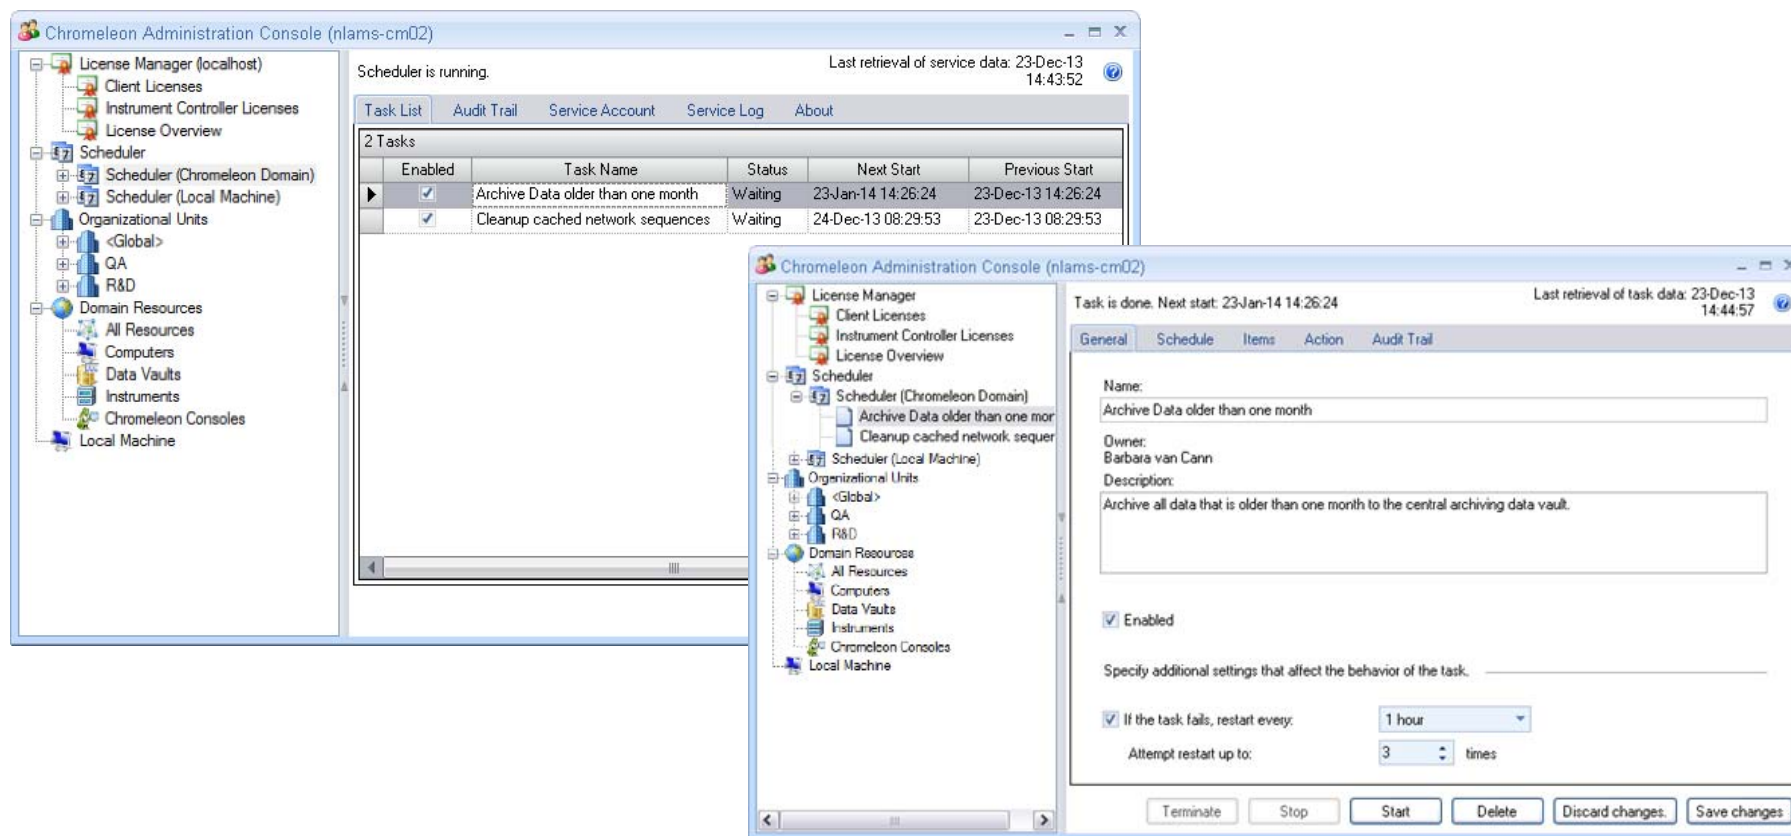 Chromeleon Administration Console (nlams-cm02)
License Manager (localhost)
Client Licenses
Instrument Controller Licenses
License Overview
Scheduler
Scheduler (Chromeleon Domain)
Scheduler (Local Machine)
Organizational Units
<Global>
QA
R&D
Domain Resources
All Resources
Computers
Data Vaults
Instruments
Chromeleon Consoles
Local Machine
Scheduler is running.
Last retrieval of service data: 23-Dec-13
14:43:52
Task List Audit Trail Service Account Service Log About
2 Tasks
Enabled Task Name Status Next Start Previous Start
Archive Data older than one month Waiting 23-Jan-14 14:26:24 23-Dec-13 14:26:24
Cleanup cached network sequences Waiting 24-Dec-13 08:29:53 23-Dec-13 08:29:53
Chromeleon Administration Console (nlams-cm02)
License Manager
Client Licenses
Instrument Controller Licenses
License Overview
Scheduler
Scheduler (Chromeleon Domain)
Archive Data older than one mor
Cleanup cached network sequer
Scheduler (Local Machine)
Organizational Units
<Global>
QA
R&D
Domain Resources
All Resources
Computers
Data Vaults
Instruments
Chromeleon Consoles
Local Machine
Task is done. Next start: 23-Jan-14 14:26:24
Last retrieval of task data: 23-Dec-13
14:44:57
General Schedule Items Action Audit Trail
Name:
Archive Data older than one month
Owner:
Barbara van Cann
Description:
Archive all data that is older than one month to the central archiving data vault.
Enabled
Specify additional settings that affect the behavior of the task.
If the task fails, restart every: 1 hour
Attempt restart up to: 3 times
Terminate Stop Start Delete Discard changes. Save changes